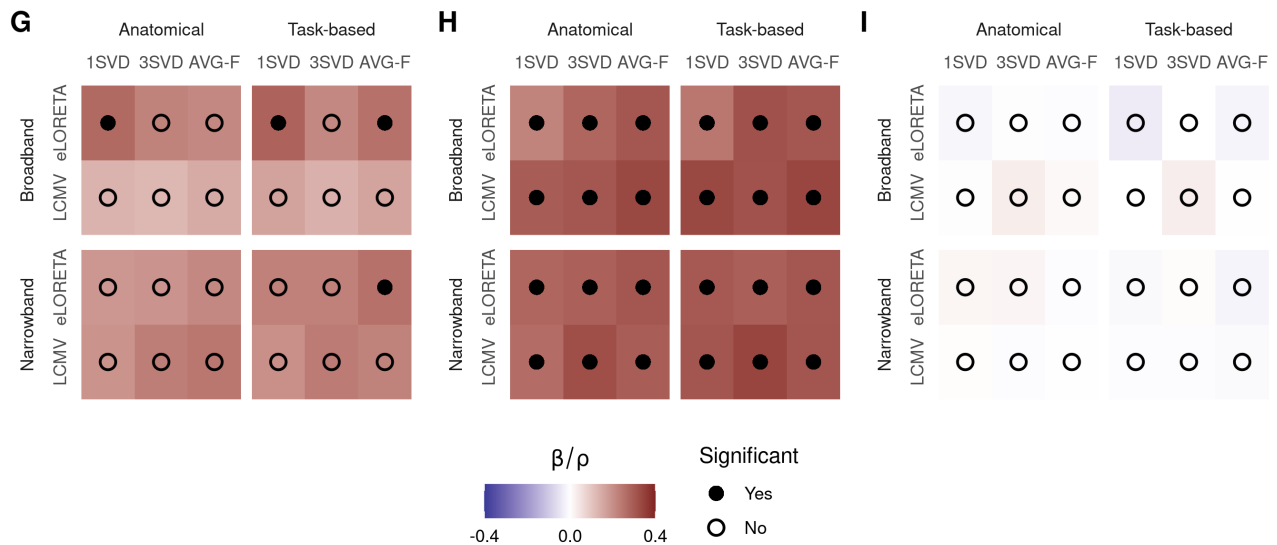 G
Anatomical Task-based
1SVD 3SVD AVG-F 1SVD 3SVD AVG-F
Broadband
eLORETA
LCMV
Narrowband
eLORETA
LCMV
H
Anatomical Task-based
1SVD 3SVD AVG-F 1SVD 3SVD AVG-F
Broadband
eLORETA
LCMV
Narrowband
eLORETA
LCMV
I
Anatomical Task-based
1SVD 3SVD AVG-F 1SVD 3SVD AVG-F
Broadband
eLORETA
LCMV
Narrowband
eLORETA
LCMV
β/ρ
-0.4 0.0 0.4
Significant
Yes
No